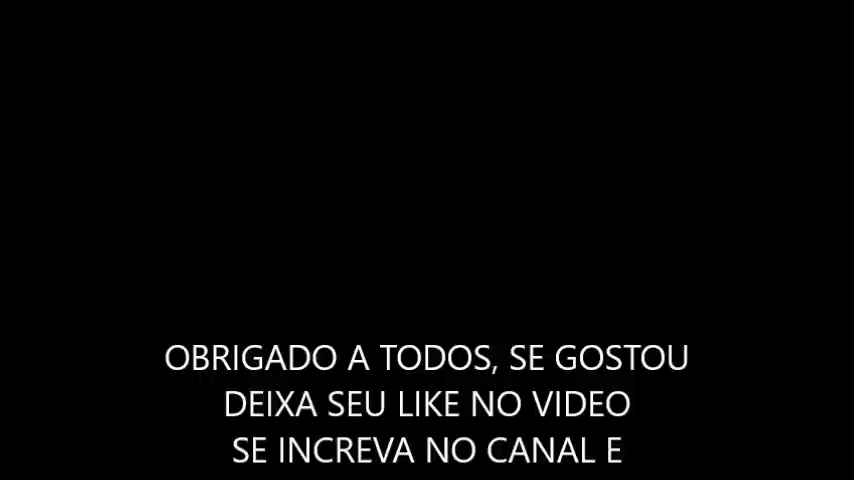 OBRIGADO A TODOS, SE GOSTOU
DEIXA SEU LIKE NO VIDEO
SE INCREVA NO CANAL E